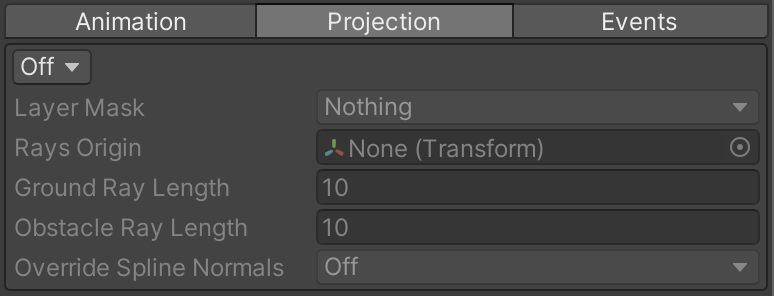 Animation Projection Events
Off
Layer Mask Nothing
Rays Origin None (Transform)
Ground Ray Length 10
Obstacle Ray Length 10
Override Spline Normals Off